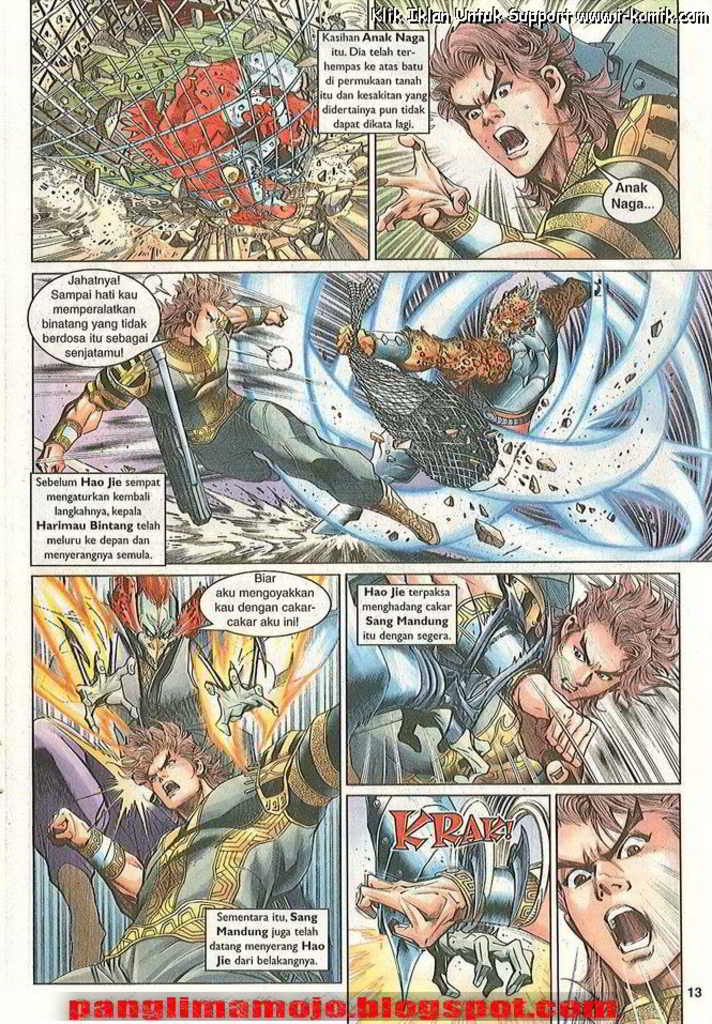 Klik Iklan Untuk Support www.i-komik.com
Kasihan Anak Naga
itu. Dia telah ter-
hempas ke atas batu
di permukaan tanah
itu dan kesakitan yang
didertainya pun tidak
dapat dikata lagi.
Anak
Naga...
Jahatnya!
Sampai hati kau
memperalatkan
binatang yang tidak
berdosa itu sebagai
senjatamu!
Sebelum Hao Jie sempat
mengaturkan kembali
langkahnya, kepala
Harimau Bintang telah
meluru ke depan dan
menyerangnya semula.
Biar
aku mengoyakkan
kau dengan cakar-
cakar aku ini!
Sementara itu, Sang
Mandung juga telah
datang menyerang Hao
Jie dari belakangnya.
Hao Jie terpaksa
menghadang cakar
Sang Mandung
itu dengan segera.
KRAK!
13
panglimamojo.blogspot.com